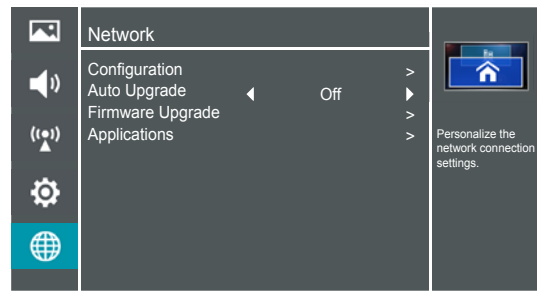 Network
Configuration >
Auto Upgrade Off
Firmware Upgrade >
Applications >
Personalize the
network connection
settings.